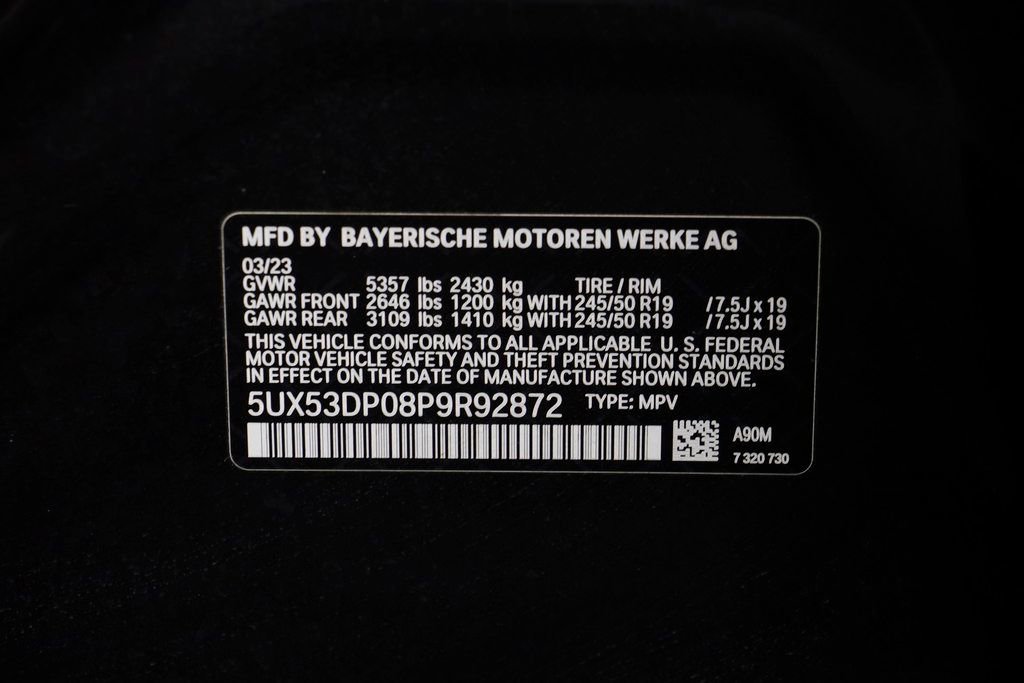 MFD BY BAYERISCHE MOTOREN WERKE AG
03/23
GVWR 5357 lbs 2430 kg TIRE / RIM
GAWR FRONT 2646 lbs 1200 kg WITH 245/50 R19 /7.5J x 19
GAWR REAR 3109 lbs 1410 kg WITH 245/50 R19 /7.5J x 19
THIS VEHICLE CONFORMS TO ALL APPLICABLE U. S. FEDERAL
MOTOR VEHICLE SAFETY AND THEFT PREVENTION STANDARDS
IN EFFECT ON THE DATE OF MANUFACTURE SHOWN ABOVE.
5UX53DP08P9R92872 TYPE: MPV
A90M
7 320 730